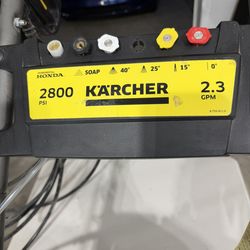 HONDA
SOAP 40° 25° 15° 0°
2800 KÄRCHER 2.3
PSI GPM